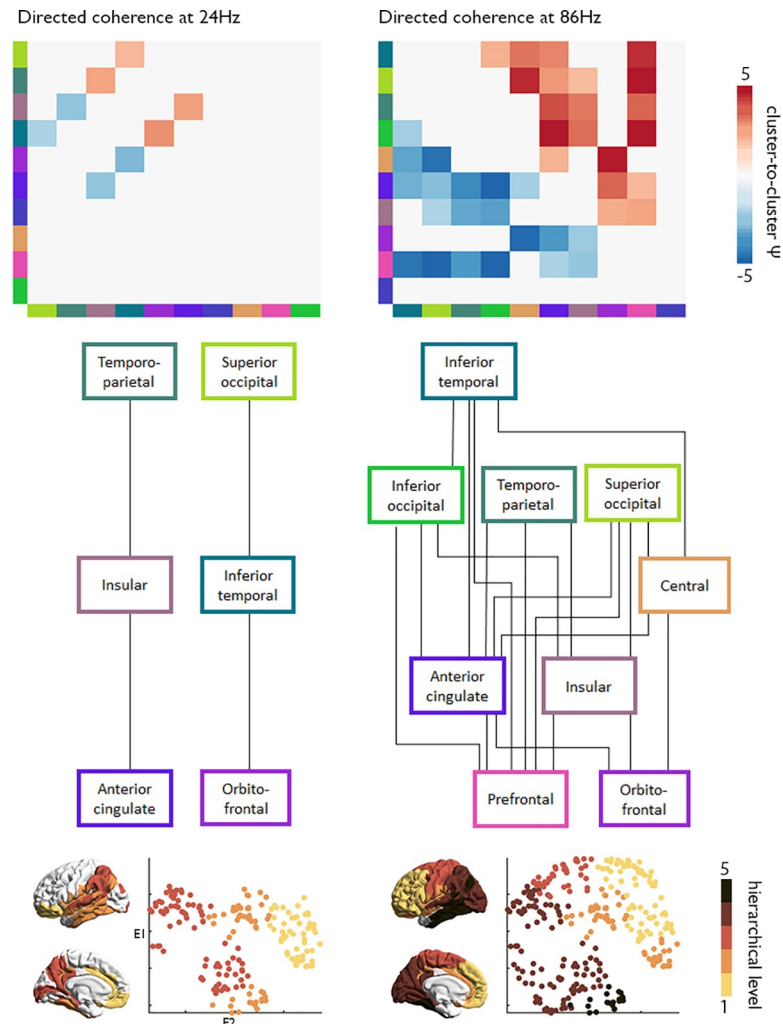 Directed coherence at 24Hz
Directed coherence at 86Hz
5
cluster-to-cluster Ψ
-5
Temporo-
parietal
Superior
occipital
Insular
Inferior
temporal
Anterior
cingulate
Orbito-
frontal
Inferior
temporal
Inferior
occipital
Temporo-
parietal
Superior
occipital
Central
Anterior
cingulate
Insular
Prefrontal
Orbito-
frontal
E1
E2
5
hierarchical level
1